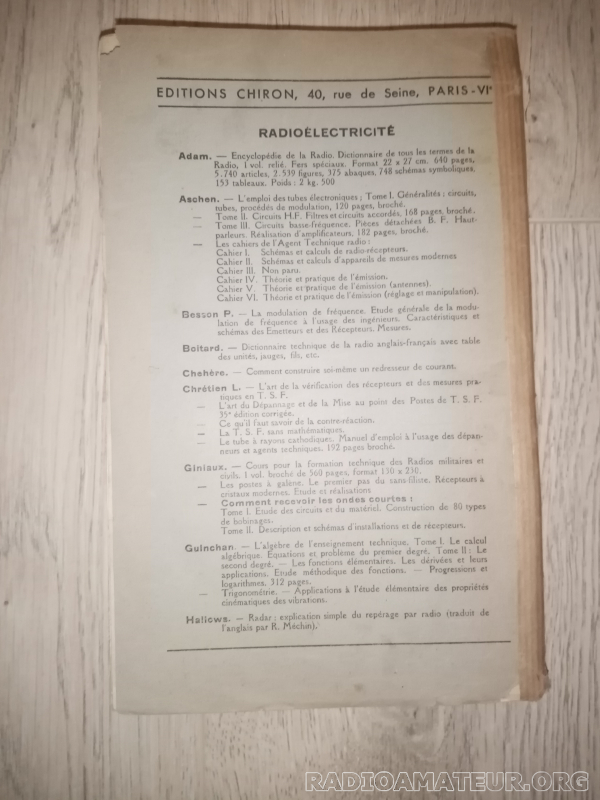 EDITIONS CHIRON, 40, rue de Seine, PARIS-VIe
RADIOÉLECTRICITÉ
Adam. — Encyclopédie de la Radio. Dictionnaire de tous les termes de la
Radio, 1 vol. relié. Fers spéciaux. Format 22 x 27 cm. 640 pages,
5.740 articles, 2.539 figures, 375 abaques, 748 schémas symboliques,
153 tableaux. Poids : 2 kg. 500
Aschen. — L'emploi des tubes électroniques ; Tome I. Généralités ; circuits,
tubes, procédés de modulation, 120 pages, broché.
— Tome II. Circuits H.F. Filtres et circuits accordés, 168 pages, broché.
— Tome III. Circuits basse-fréquence. Pièces détachées B. F. Haut-
parleurs. Réalisation d'amplificateurs, 182 pages, broché.
— Les cahiers de l'Agent Technique radio :
Cahier I. Schémas et calculs de radio-récepteurs.
Cahier II. Schémas et calculs d'appareils de mesures modernes
Cahier III. Non paru.
Cahier IV. Théorie et pratique de l'émission.
Cahier V. Théorie et pratique de l'émission (antennes).
Cahier VI. Théorie et pratique de l'émission (réglage et manipulation).
Besson P. — La modulation de fréquence. Etude générale de la modu-
lation de fréquence à l'usage des ingénieurs. Caractéristiques et
schémas des Emetteurs et des Récepteurs. Mesures.
Boitard. — Dictionnaire technique de la radio anglais-français avec table
des unités, jauges, fils, etc.
Chehère. — Comment construire soi-même un redresseur de courant.
Chrétien L. — L'art de la vérification des récepteurs et des mesures pra-
tiques en T. S. F.
— L'art du Dépannage et de la Mise au point des Postes de T. S. F.
35e édition corrigée.
— Ce qu'il faut savoir de la contre-réaction.
— La T. S. F. sans mathématiques.
— Le tube à rayons cathodiques. Manuel d'emploi à l'usage des dépan-
neurs et agents techniques. 192 pages broché.
Giniaux. — Cours pour la formation technique des Radios militaires et
civils. 1 vol. broché de 560 pages, format 130 x 210.
— Les postes à galène. Le premier pas du sans-filiste. Récepteurs à
cristaux modernes. Etude et réalisations
— Comment recevoir les ondes courtes :
Tome I. Etude des circuits et du matériel. Construction de 80 types
de bobinages.
Tome II. Description et schémas d'installations et de récepteurs.
Guinchan. — L'algèbre de l'enseignement technique. Tome I. Le calcul
algébrique. Equations et problème du premier degré. Tome II : Le
second degré. — Les fonctions élémentaires. Les dérivées et leurs
applications. Etude méthodique des fonctions. — Progressions et
logarithmes. 312 pages.
— Trigonométrie. — Applications à l'étude élémentaire des propriétés
cinématiques des vibrations.
Hallows. — Radar : explication simple du repérage par radio (traduit de
l'anglais par R. Méchin).
RADIOAMATEUR.ORG